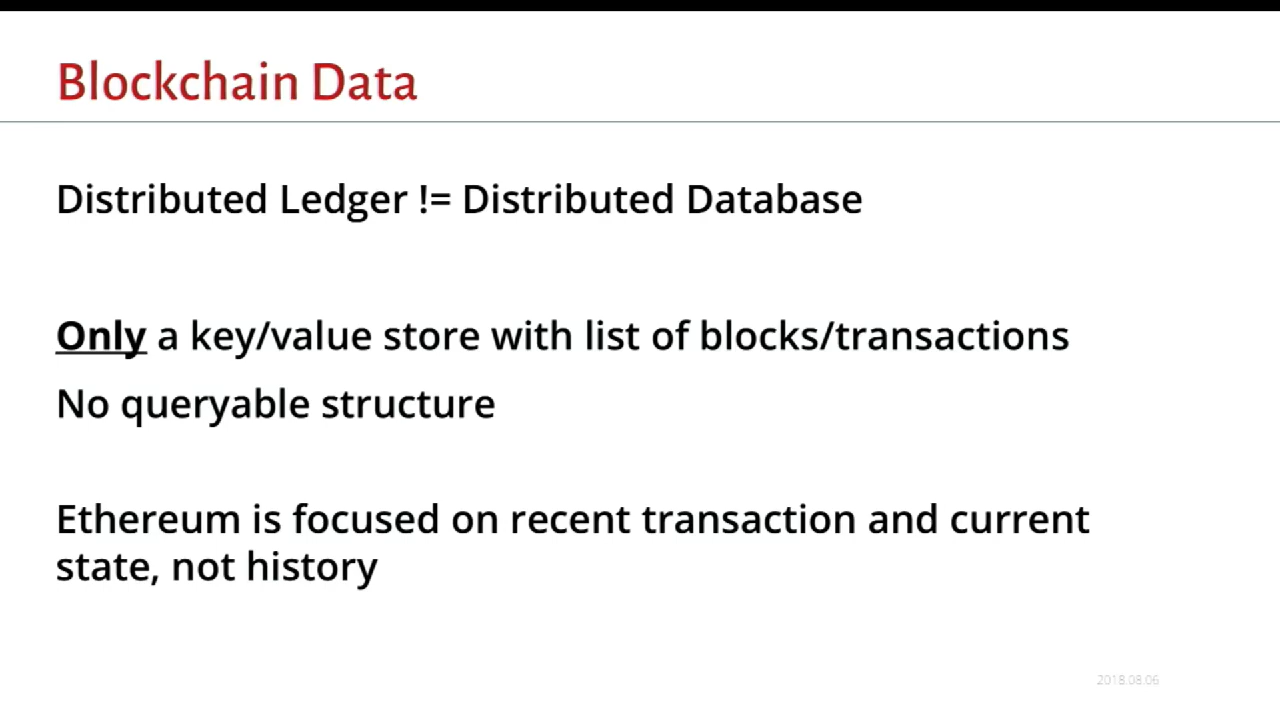 Blockchain Data
Distributed Ledger != Distributed Database
Only a key/value store with list of blocks/transactions
No queryable structure
Ethereum is focused on recent transaction and current
state, not history
2018.08.06